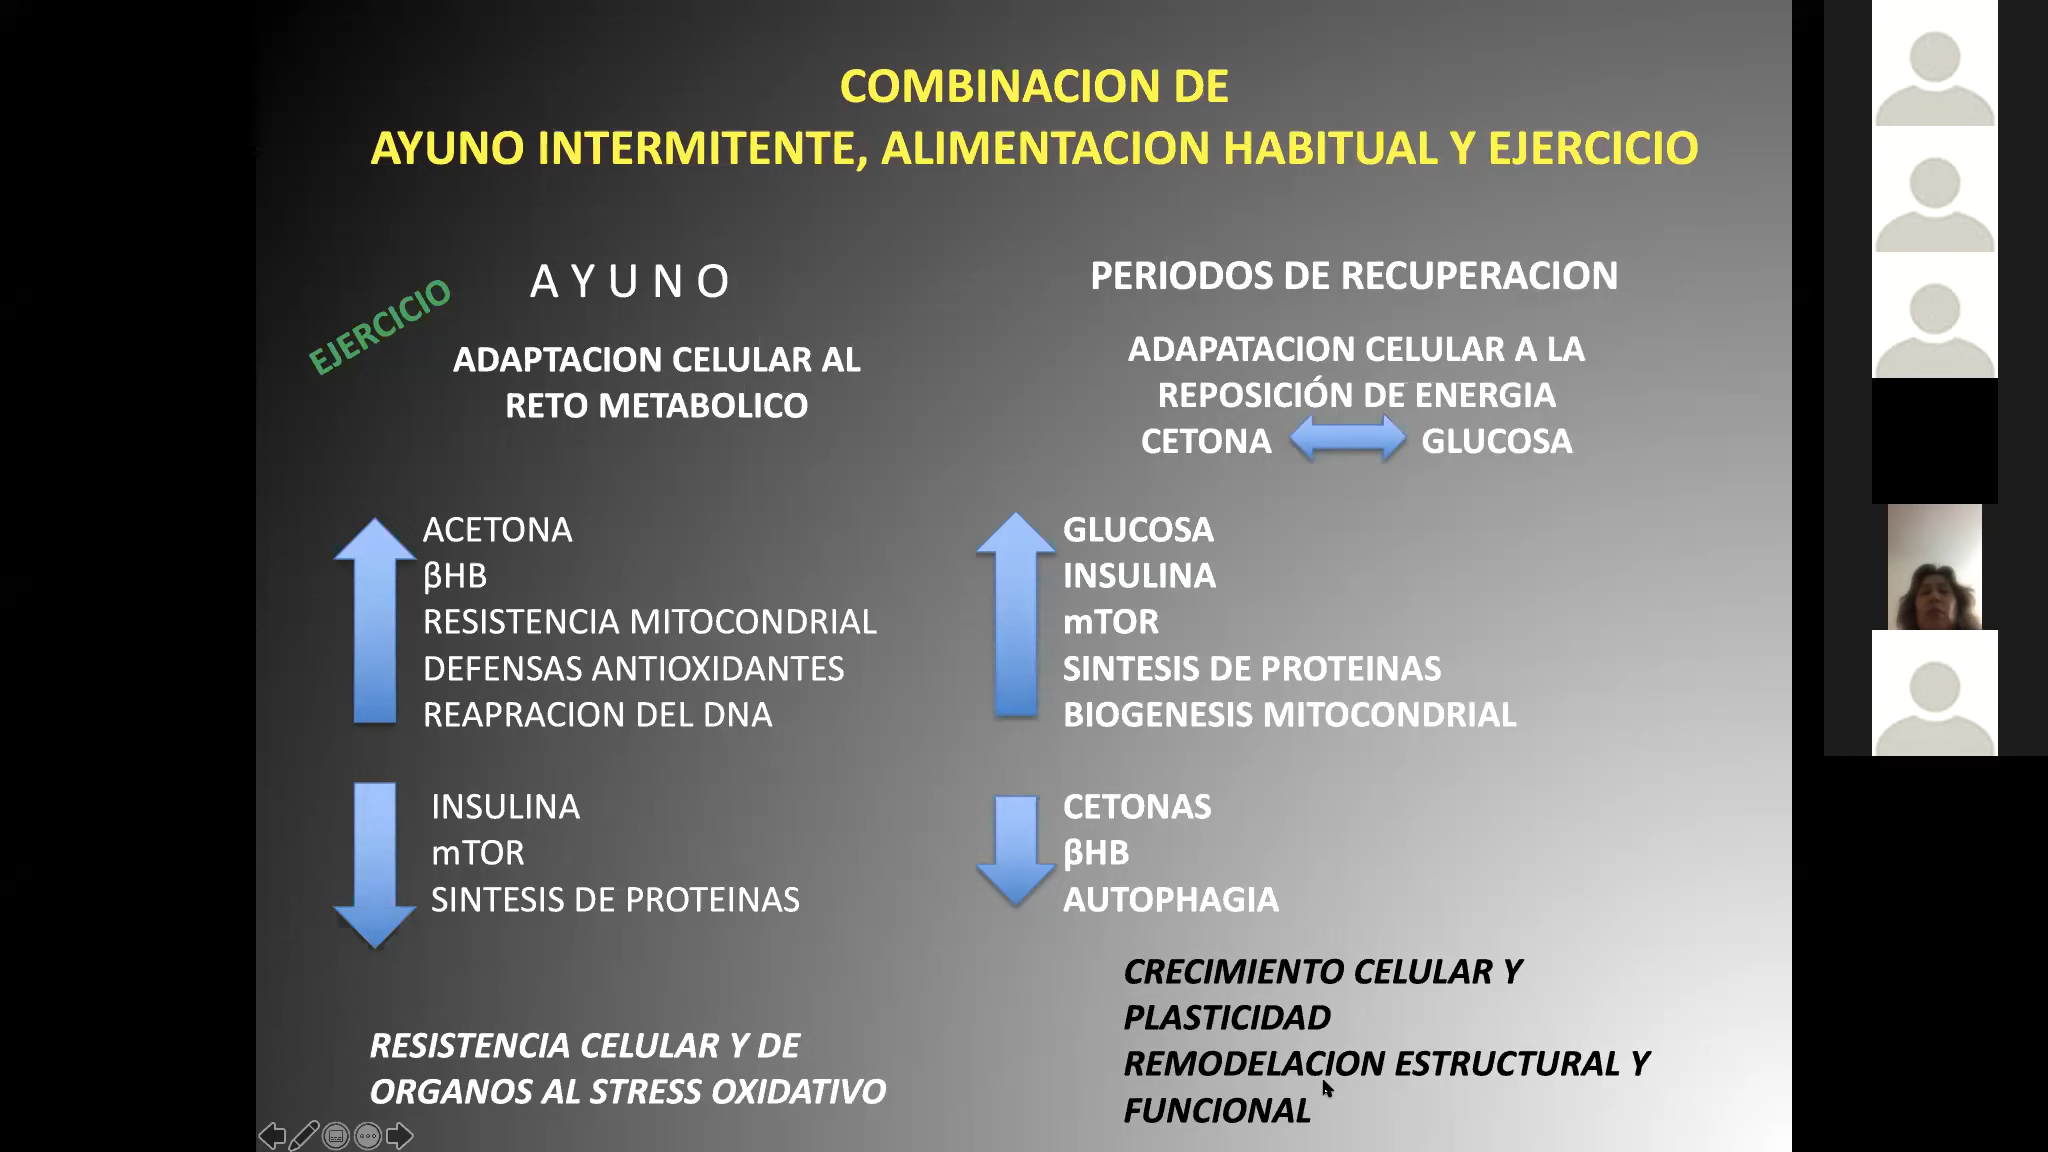 COMBINACION DE
AYUNO INTERMITENTE, ALIMENTACION HABITUAL Y EJERCICIO
EJERCICIO
A Y U N O
ADAPTACION CELULAR AL
RETO METABOLICO
ACETONA
βHB
RESISTENCIA MITOCONDRIAL
DEFENSAS ANTIOXIDANTES
REAPRACION DEL DNA
INSULINA
mTOR
SINTESIS DE PROTEINAS
RESISTENCIA CELULAR Y DE
ORGANOS AL STRESS OXIDATIVO
PERIODOS DE RECUPERACION
ADAPATACION CELULAR A LA
REPOSICIÓN DE ENERGIA
CETONA GLUCOSA
GLUCOSA
INSULINA
mTOR
SINTESIS DE PROTEINAS
BIOGENESIS MITOCONDRIAL
CETONAS
βHB
AUTOPHAGIA
CRECIMIENTO CELULAR Y
PLASTICIDAD
REMODELACION ESTRUCTURAL Y
FUNCIONAL